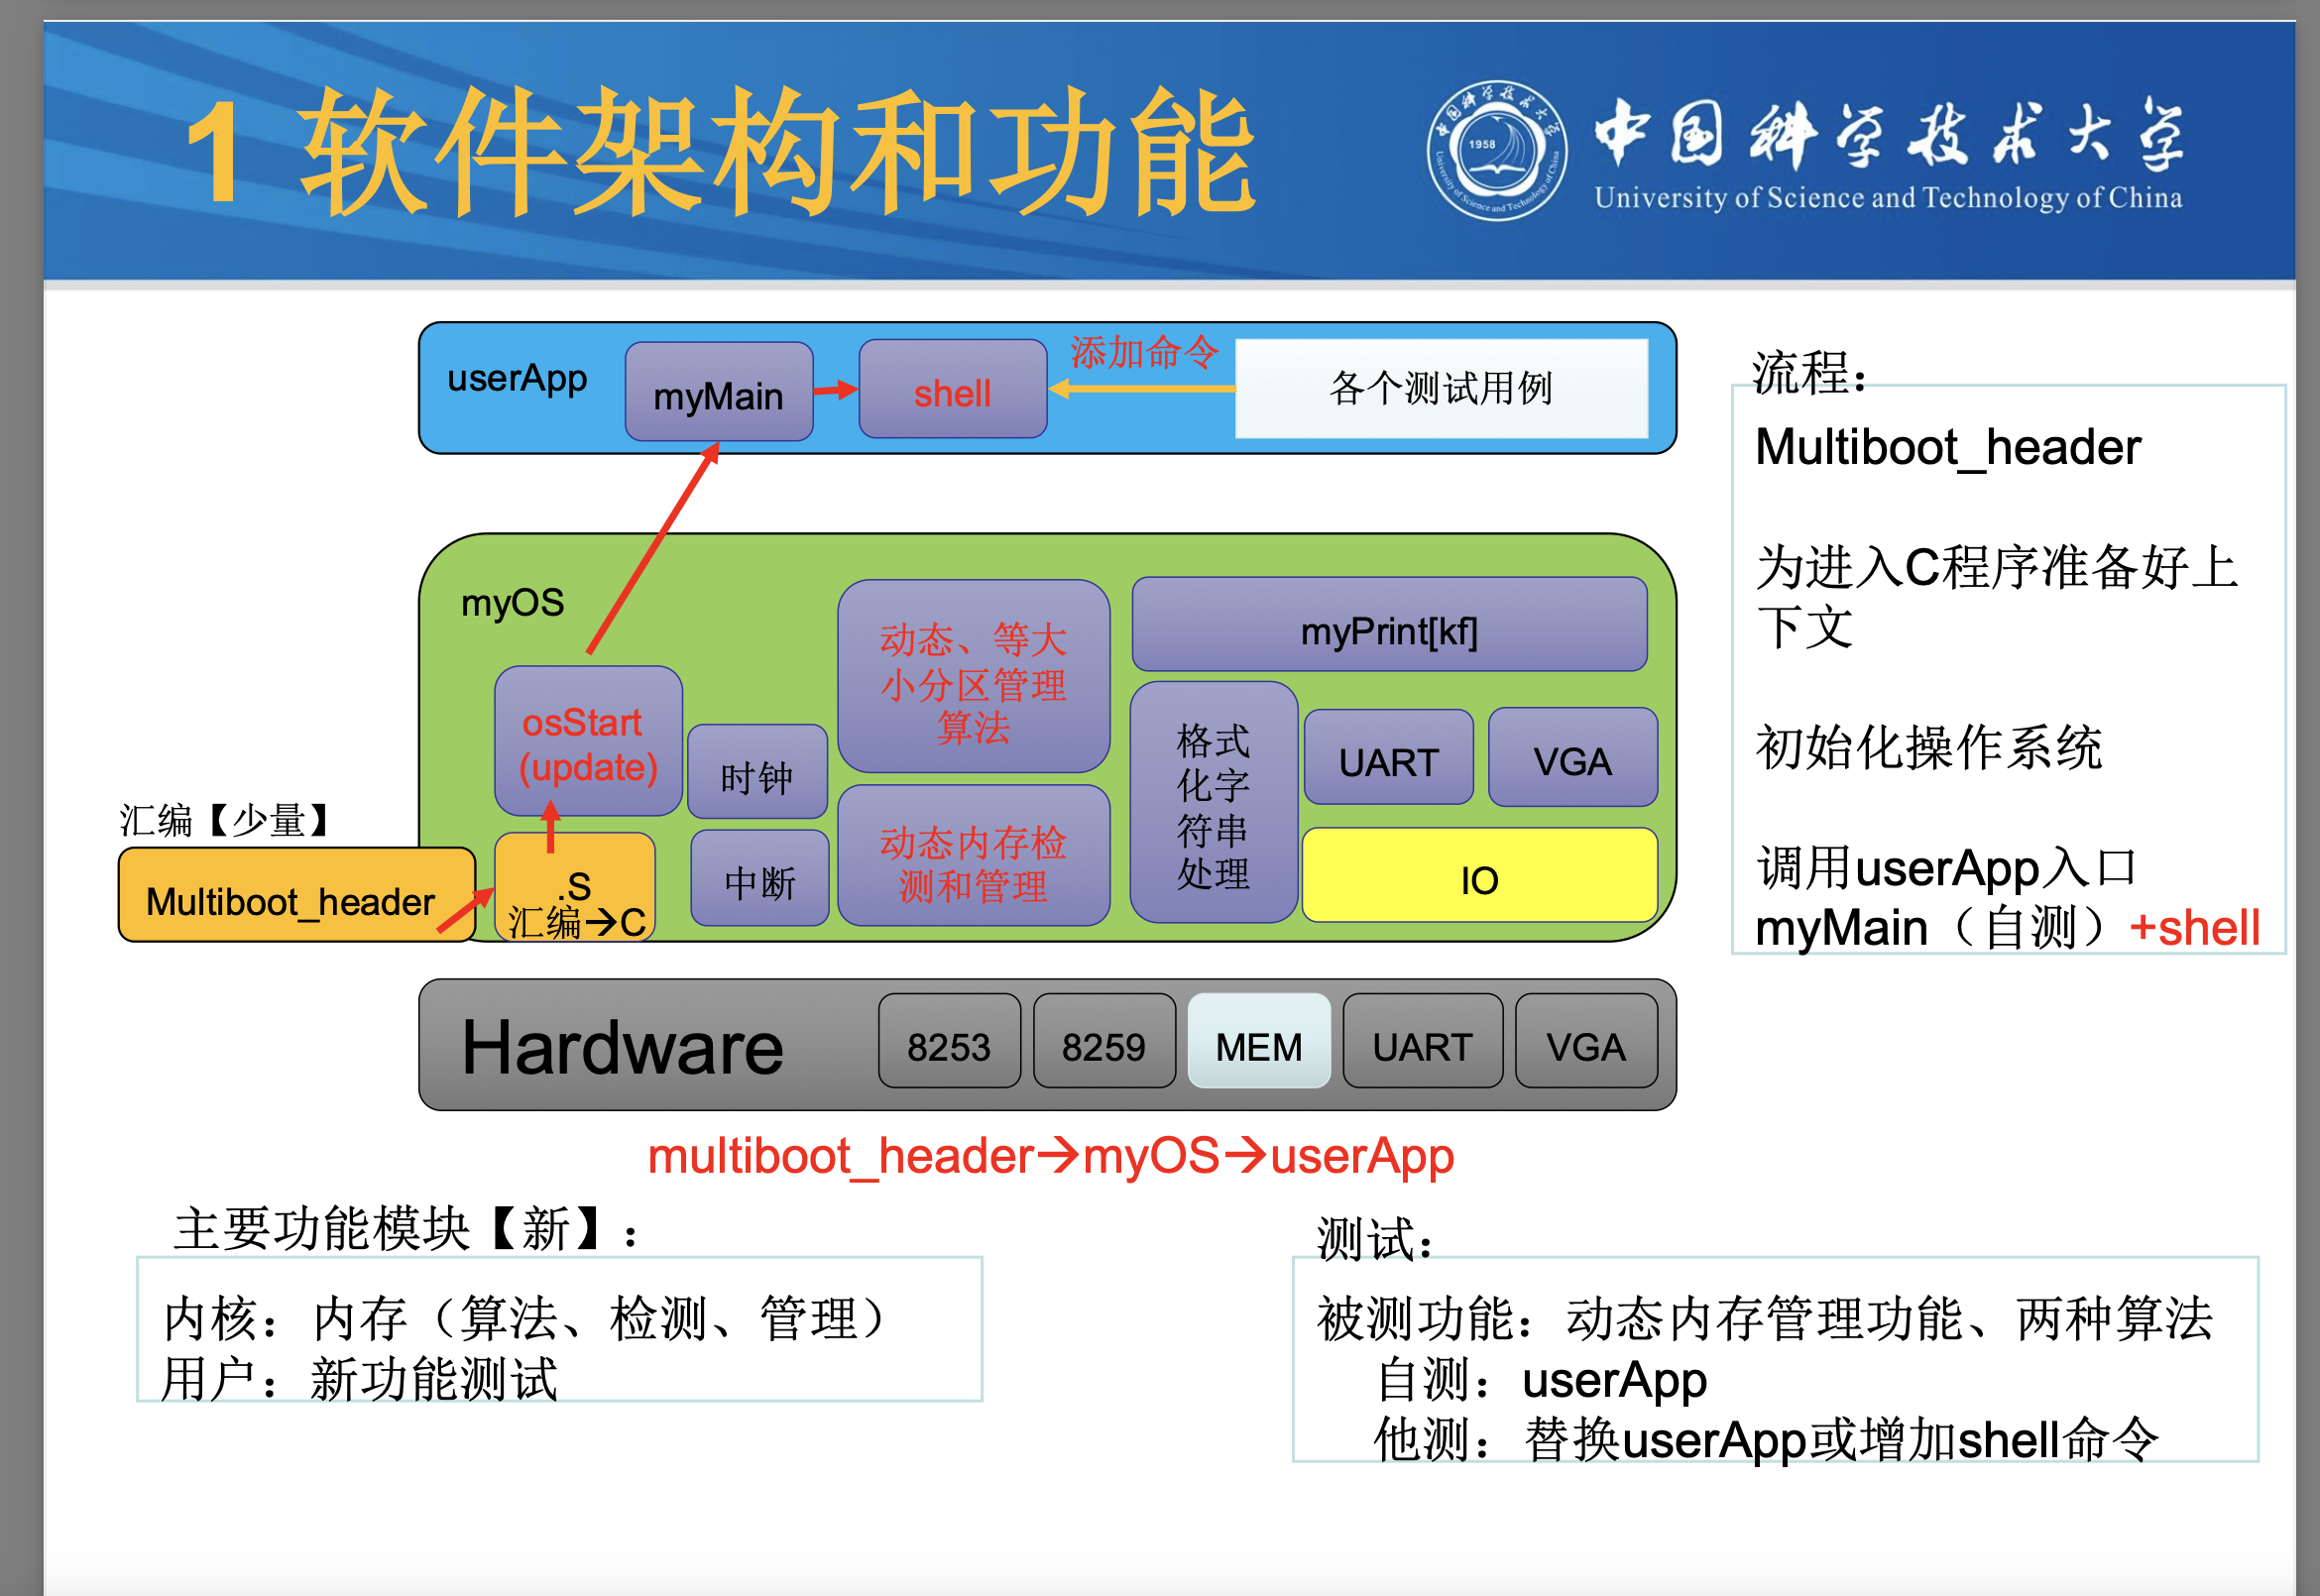 1 软件架构和功能
中国科学技术大学
University of Science and Technology of China
1958
userApp
myMain
shell
添加命令
各个测试用例
流程：
Multiboot_header
为进入C程序准备好上
下文
初始化操作系统
调用userApp入口
myMain（自测）+shell
myOS
osStart
(update)
时钟
中断
动态、等大
小分区管理
算法
动态内存检
测和管理
myPrint[kf]
格式
化字
符串
处理
UART
VGA
IO
汇编【少量】
Multiboot_header
.S
汇编→C
Hardware
8253
8259
MEM
UART
VGA
multiboot_header→myOS→userApp
主要功能模块【新】：
内核：内存（算法、检测、管理）
用户：新功能测试
测试：
被测功能：动态内存管理功能、两种算法
自测：userApp
他测：替换userApp或增加shell命令